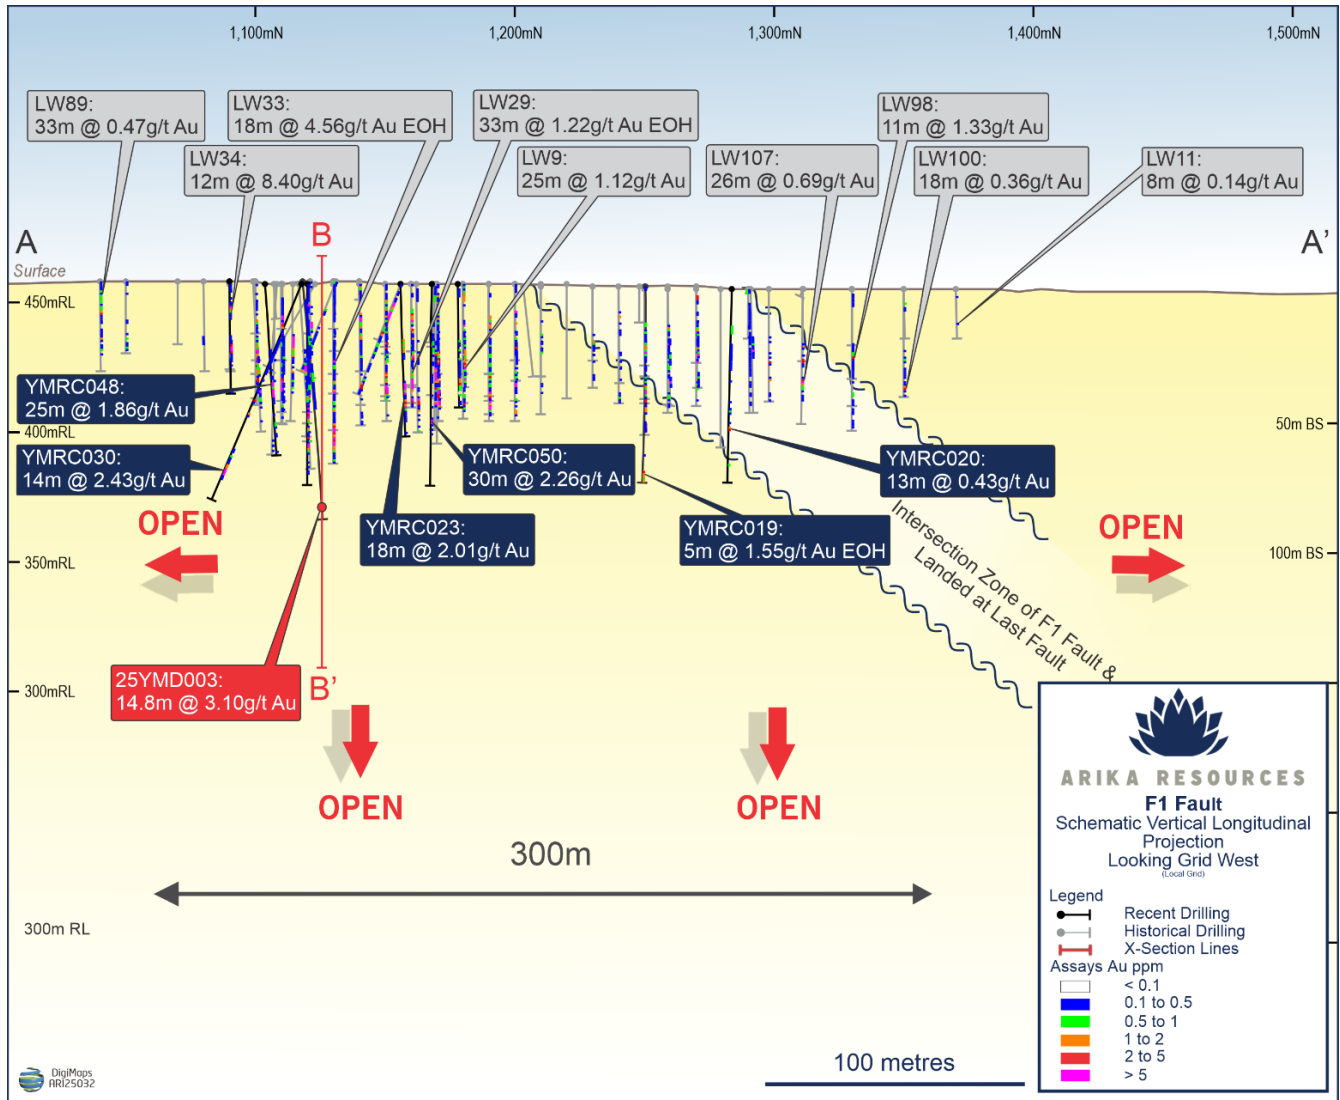 1,100mN
1,200mN
1,300mN
1,400mN
1,500mN
LW89:
33m @ 0.47g/t Au
LW33:
18m @ 4.56g/t Au EOH
LW29:
33m @ 1.22g/t Au EOH
LW98:
11m @ 1.33g/t Au
LW34:
12m @ 8.40g/t Au
LW9:
25m @ 1.12g/t Au
LW107:
26m @ 0.69g/t Au
LW100:
18m @ 0.36g/t Au
LW11:
8m @ 0.14g/t Au
A
B
A'
Surface
450mRL
YMRC048:
25m @ 1.86g/t Au
400mRL
50m BS
YMRC030:
14m @ 2.43g/t Au
YMRC050:
30m @ 2.26g/t Au
YMRC020:
13m @ 0.43g/t Au
YMRC023:
18m @ 2.01g/t Au
YMRC019:
5m @ 1.55g/t Au EOH
OPEN
OPEN
Intersection Zone of F1 Fault &
Landed at Last Fault
350mRL
100m BS
25YMD003:
14.8m @ 3.10g/t Au
B'
300mRL
OPEN
OPEN
300m
300m RL
100 metres
DigiMaps
ARI25032
ARIKA RESOURCES
F1 Fault
Schematic Vertical Longitudinal
Projection
Looking Grid West
(Local Grid)
Legend
Recent Drilling
Historical Drilling
X-Section Lines
Assays Au ppm
< 0.1
0.1 to 0.5
0.5 to 1
1 to 2
2 to 5
> 5